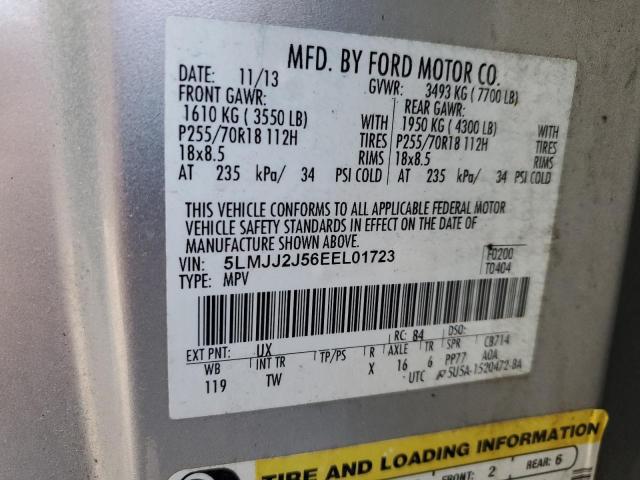 MFD. BY FORD MOTOR CO.
DATE: 11/13 GVWR: 3493 KG ( 7700 LB)
FRONT GAWR: REAR GAWR:
1610 KG ( 3550 LB) WITH 1950 KG ( 4300 LB) WITH
P255/70R18 112H TIRES P255/70R18 112H TIRES
18x8.5 RIMS 18x8.5 RIMS
AT 235 kPa/ 34 PSI COLD AT 235 kPa/ 34 PSI COLD
THIS VEHICLE CONFORMS TO ALL APPLICABLE FEDERAL MOTOR
VEHICLE SAFETY STANDARDS IN EFFECT ON THE DATE OF
MANUFACTURE SHOWN ABOVE.
VIN: 5LMJJ2J56EEL01723 F0200
TYPE: MPV T0404
RC: 84 DSO:
EXT PNT: UX R AXLE TR SPR CB714
WB INT TR TP/PS X 16 6 PP77 AOA
119 TW UTC 5U5A-1520472-BA
TIRE AND LOADING INFORMATION
FRONT: 2 REAR: 6